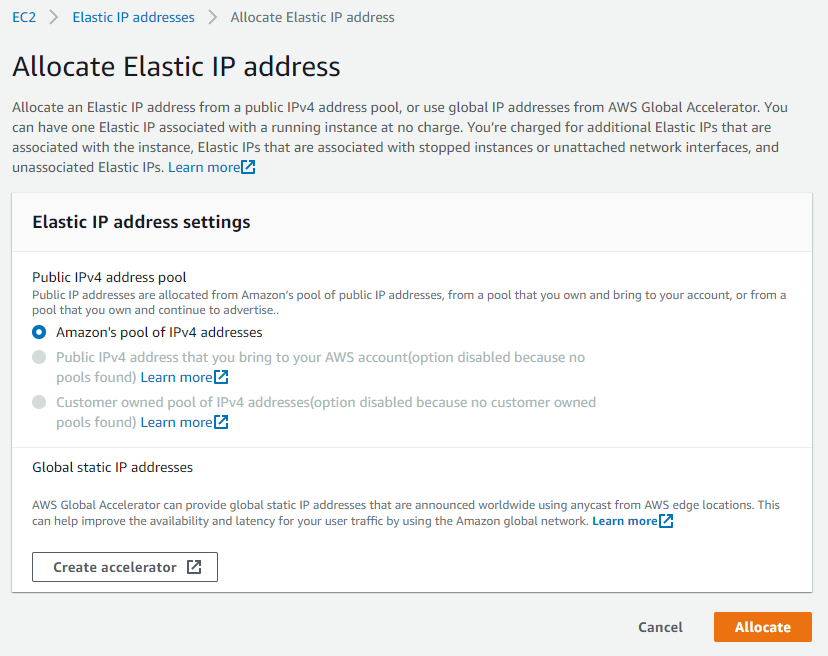 EC2 > Elastic IP addresses > Allocate Elastic IP address
Allocate Elastic IP address
Allocate an Elastic IP address from a public IPv4 address pool, or use global IP addresses from AWS Global Accelerator. You
can have one Elastic IP associated with a running instance at no charge. You're charged for additional Elastic IPs that are
associated with the instance, Elastic IPs that are associated with stopped instances or unattached network interfaces, and
unassociated Elastic IPs. Learn more
Elastic IP address settings
Public IPv4 address pool
Public IP addresses are allocated from Amazon's pool of public IP addresses, from a pool that you own and bring to your account, or from a
pool that you own and continue to advertise..
Amazon's pool of IPv4 addresses
Public IPv4 address that you bring to your AWS account(option disabled because no
pools found) Learn more
Customer owned pool of IPv4 addresses(option disabled because no customer owned
pools found) Learn more
Global static IP addresses
AWS Global Accelerator can provide global static IP addresses that are announced worldwide using anycast from AWS edge locations. This
can help improve the availability and latency for your user traffic by using the Amazon global network. Learn more
Create accelerator
Cancel
Allocate